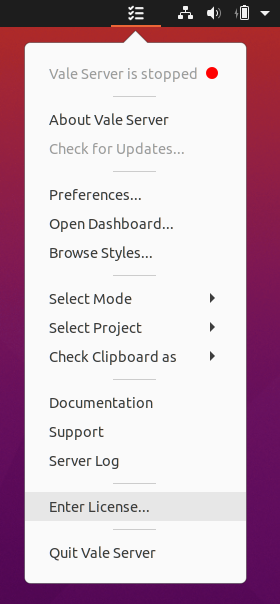 Vale Server is stopped
About Vale Server
Check for Updates...
Preferences...
Open Dashboard...
Browse Styles...
Select Mode
Select Project
Check Clipboard as
Documentation
Support
Server Log
Enter License...
Quit Vale Server